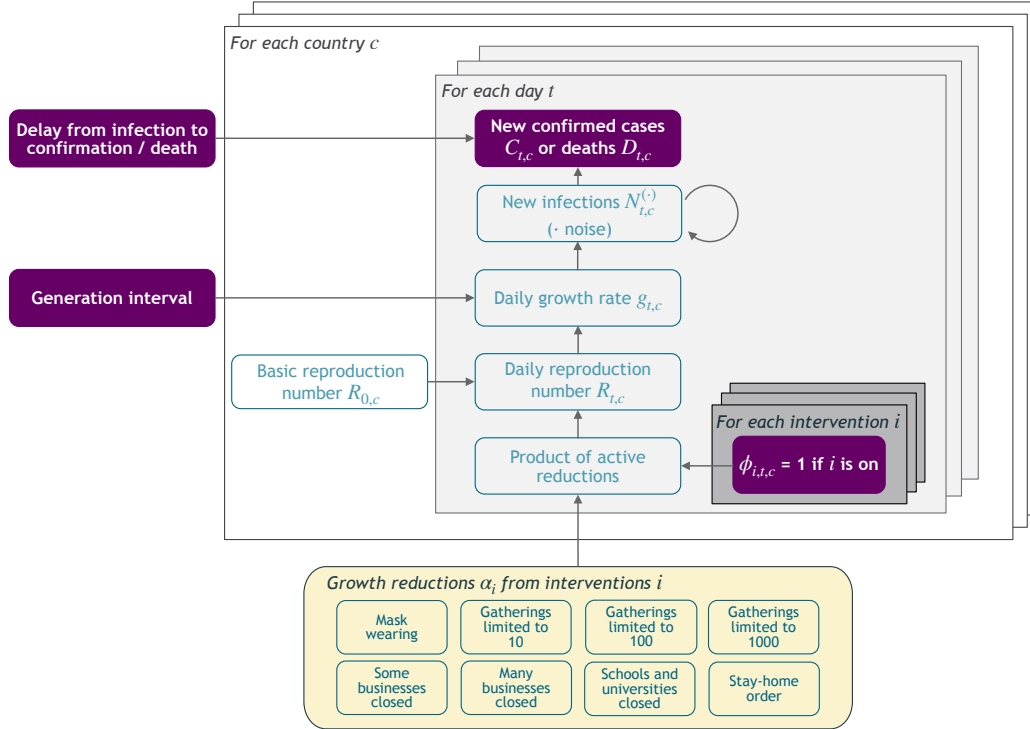 For each country c
For each day t
Delay from infection to
confirmation / death
New confirmed cases
C_{t,c} or deaths D_{t,c}
New infections N_{t,c}^{(·)}
(· noise)
Generation interval
Daily growth rate g_{t,c}
Basic reproduction
number R_{0,c}
Daily reproduction
number R_{t,c}
For each intervention i
Product of active
reductions
ϕ_{i,t,c} = 1 if i is on
Growth reductions α_i from interventions i
Mask
wearing
Gatherings
limited to
10
Gatherings
limited to
100
Gatherings
limited to
1000
Some
businesses
closed
Many
businesses
closed
Schools and
universities
closed
Stay-home
order